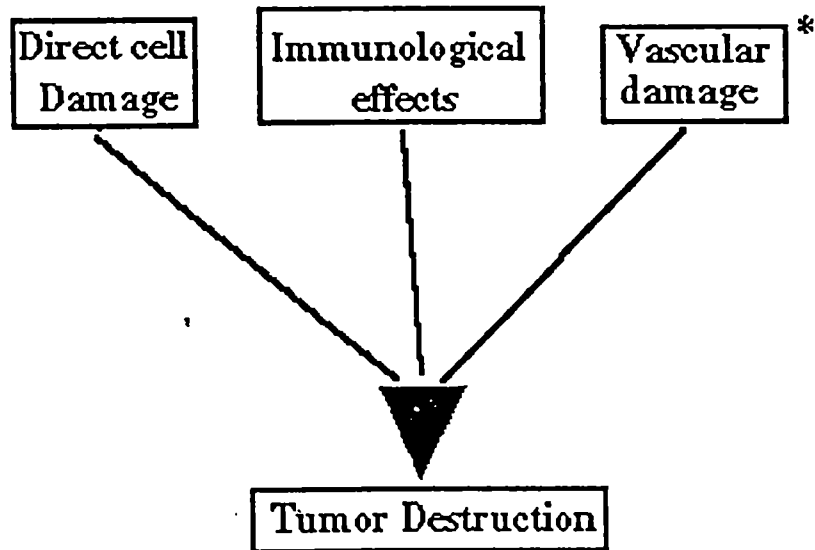 Direct cell
Damage
Immunological
effects
Vascular *
damage
Tumor Destruction